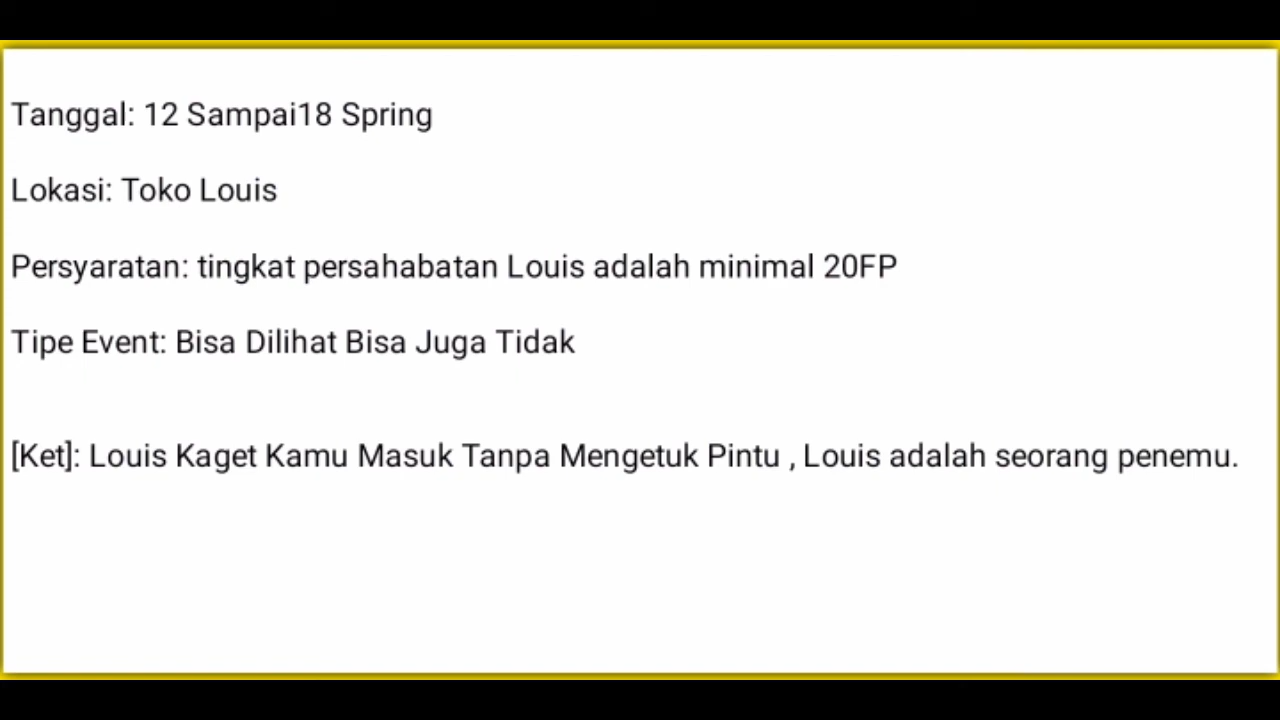 Tanggal: 12 Sampai18 Spring
Lokasi: Toko Louis
Persyaratan: tingkat persahabatan Louis adalah minimal 20FP
Tipe Event: Bisa Dilihat Bisa Juga Tidak
[Ket]: Louis Kaget Kamu Masuk Tanpa Mengetuk Pintu , Louis adalah seorang penemu.